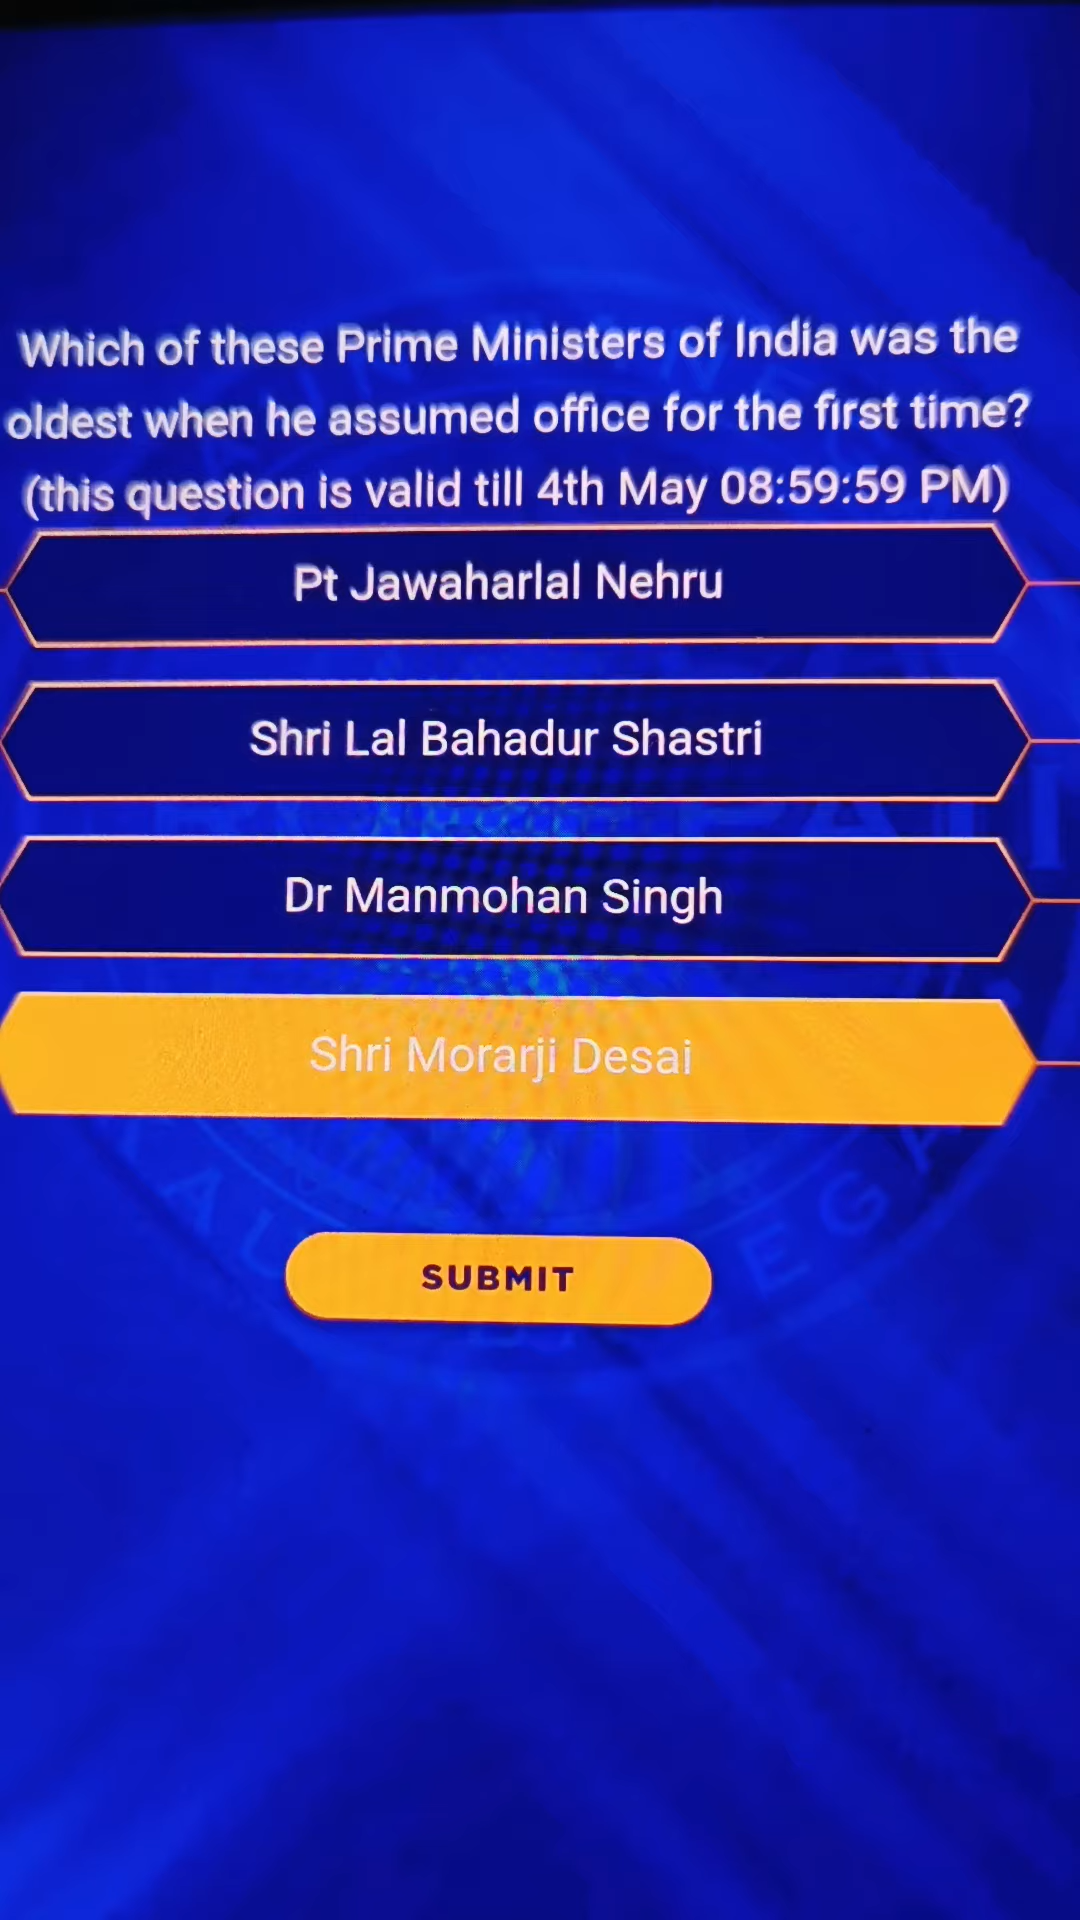 Which of these Prime Ministers of India was the
oldest when he assumed office for the first time?
(this question is valid till 4th May 08:59:59 PM)
Pt Jawaharlal Nehru
Shri Lal Bahadur Shastri
Dr Manmohan Singh
Shri Morarji Desai
SUBMIT